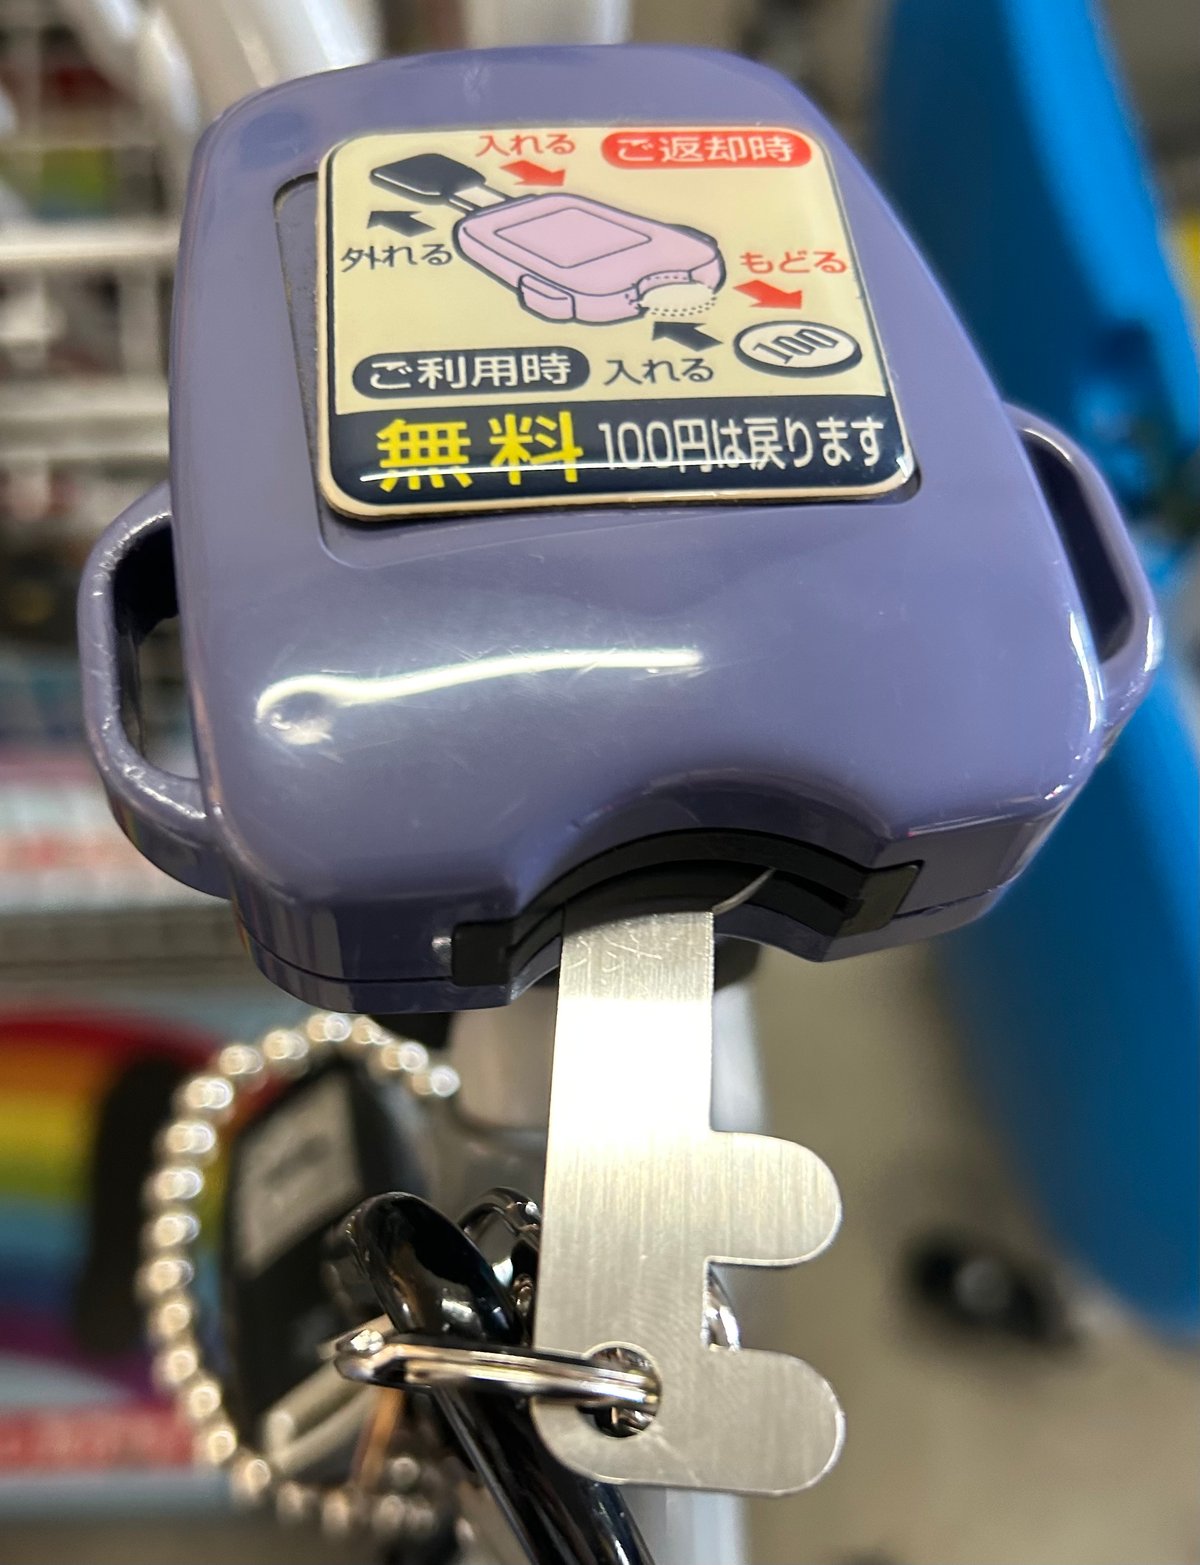 入れる ご返却時
外れる
もどる
100
ご利用時 入れる
無料 100円は戻ります